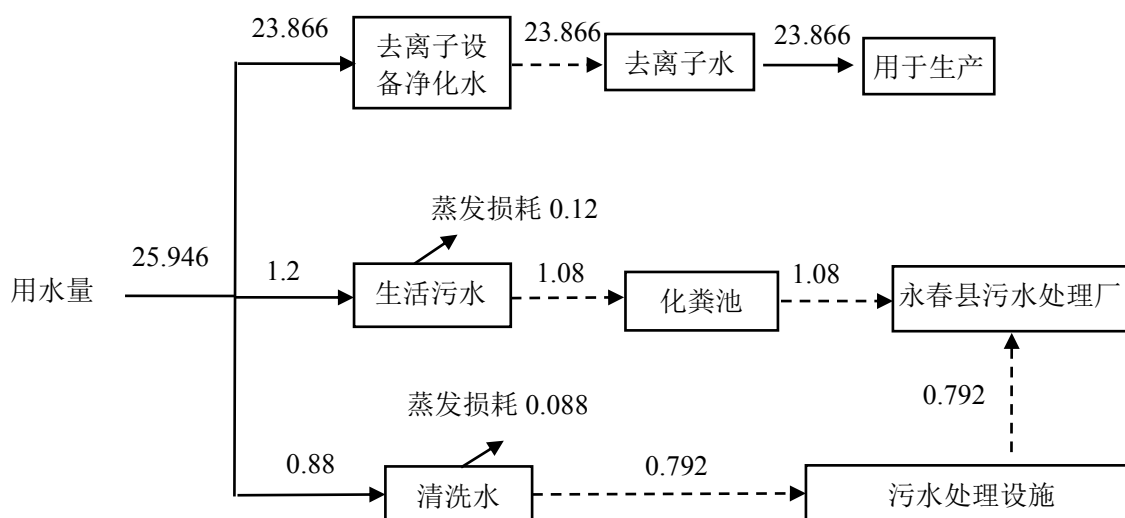 23.866
去离子设
备净化水
23.866
去离子水
23.866
用于生产
蒸发损耗 0.12
用水量
25.946
1.2
生活污水
1.08
化粪池
1.08
永春县污水处理厂
蒸发损耗 0.088
0.792
0.88
清洗水
0.792
污水处理设施